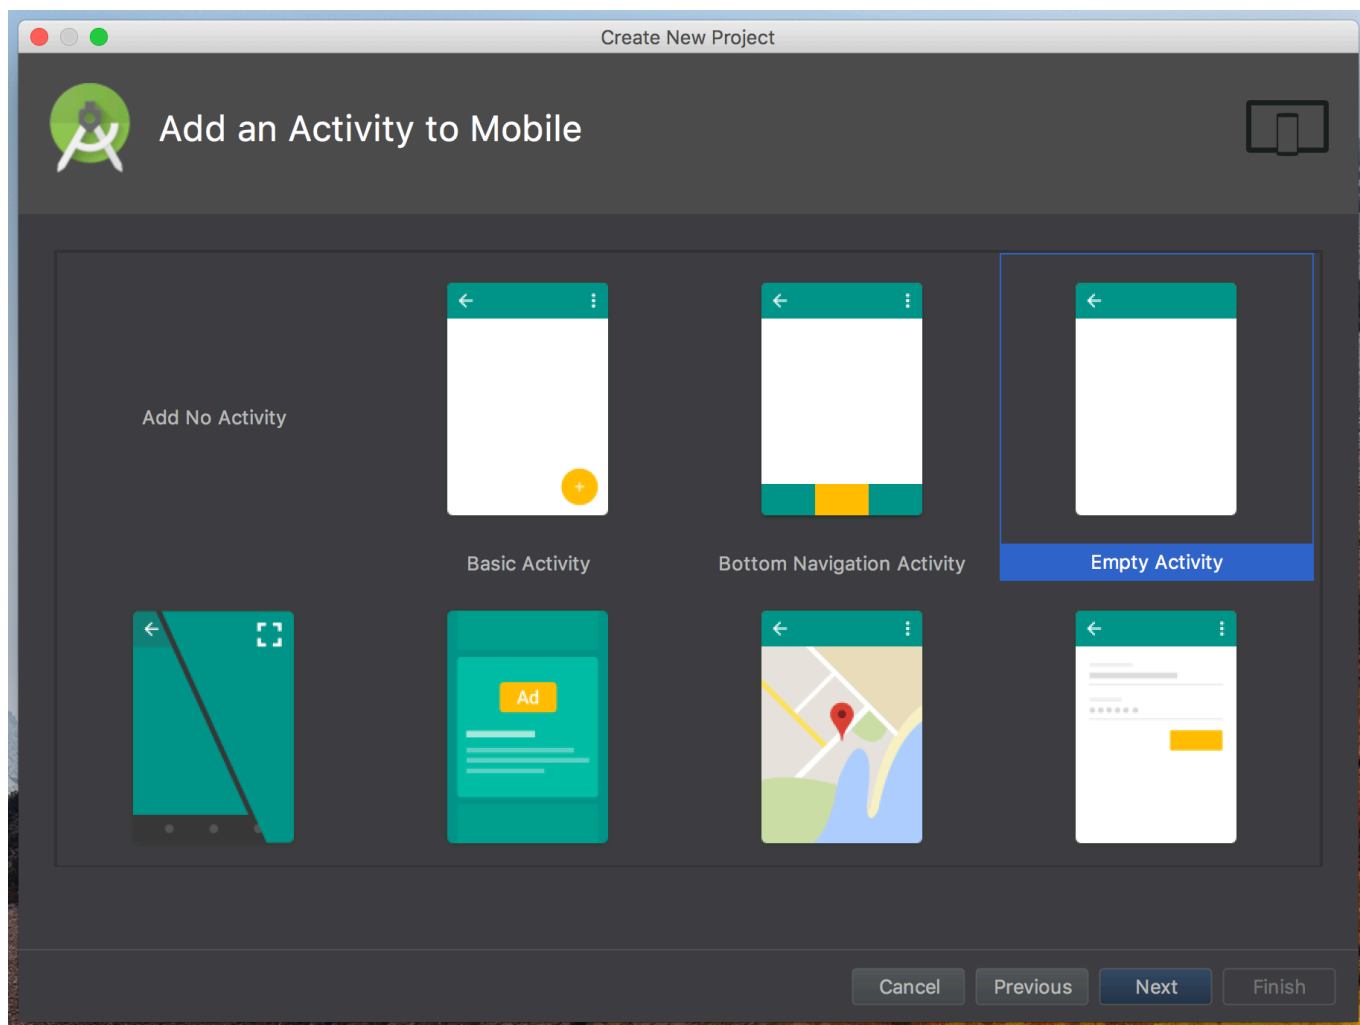 Create New Project
Add an Activity to Mobile
Add No Activity
Basic Activity
Bottom Navigation Activity
Empty Activity
Ad
Cancel
Previous
Next
Finish